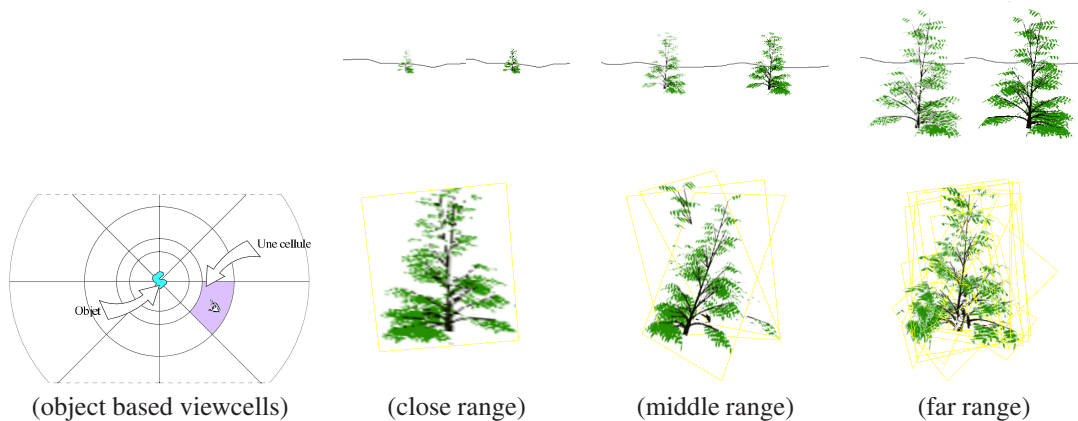 Une cellule
Objet
(object based viewcells)
(close range)
(middle range)
(far range)